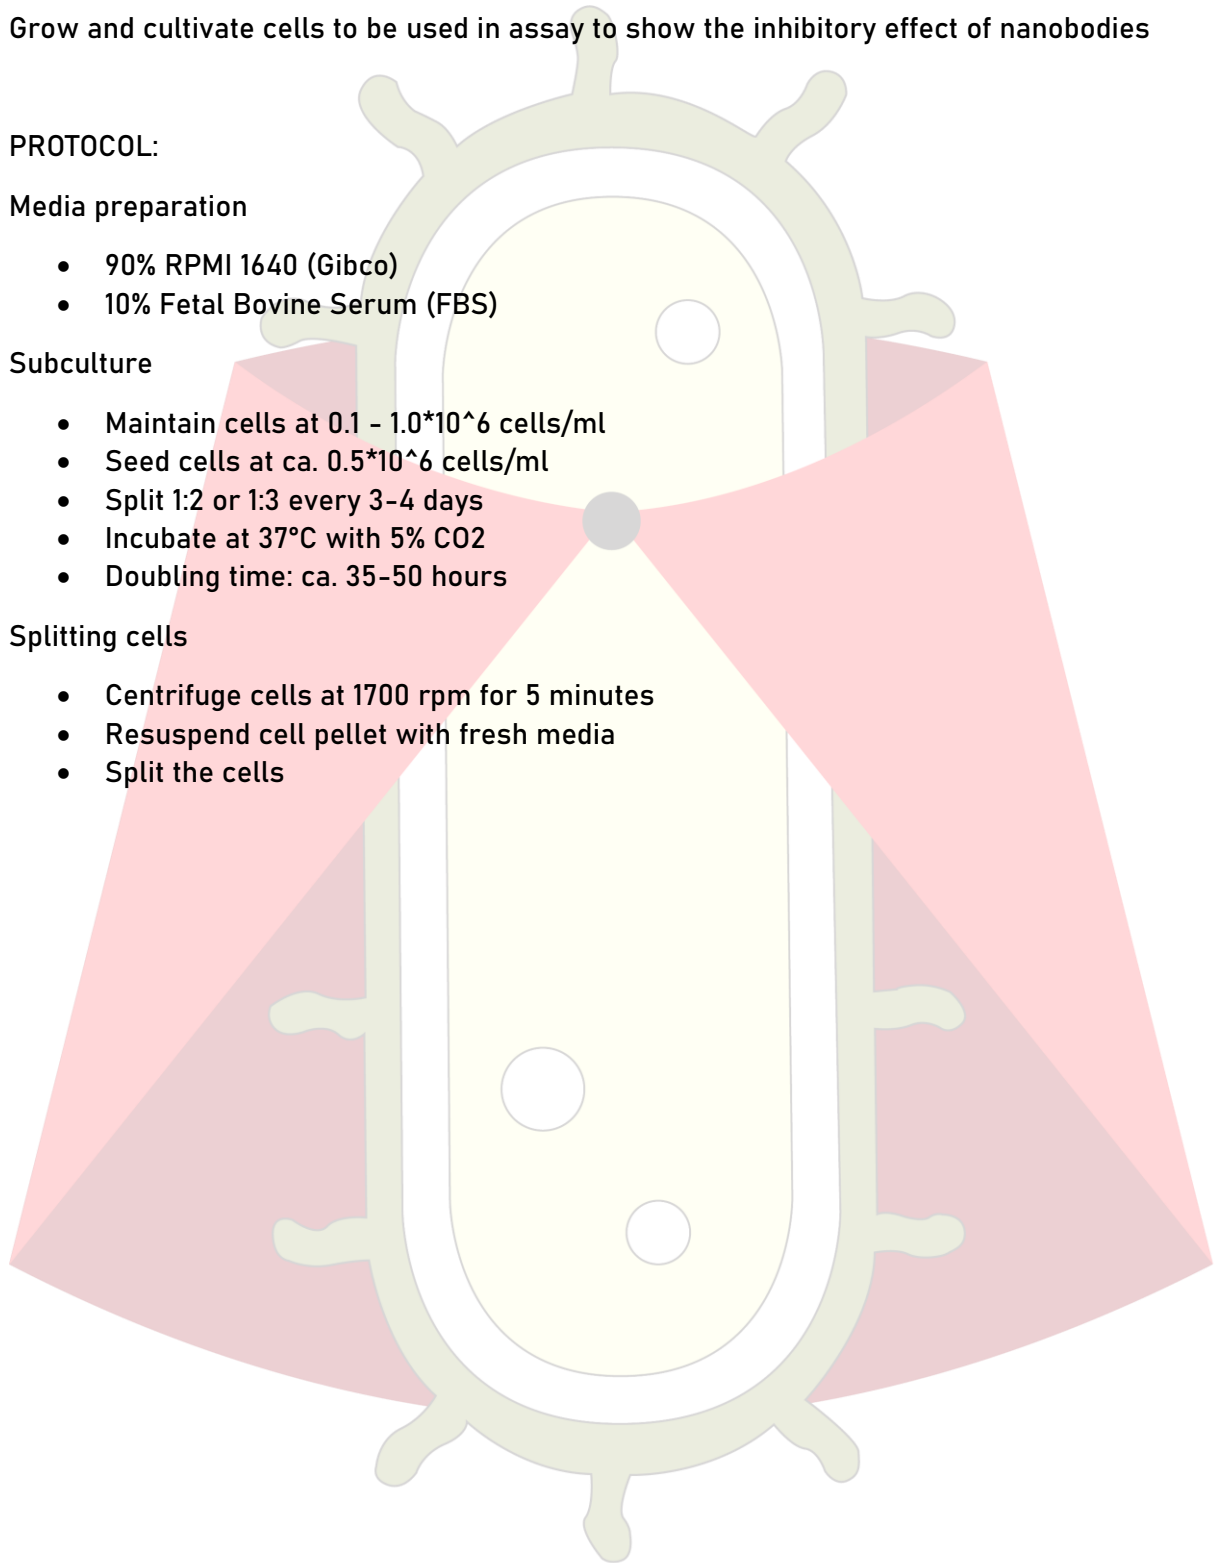 Grow and cultivate cells to be used in assay to show the inhibitory effect of nanobodies
PROTOCOL:
Media preparation
• 90% RPMI 1640 (Gibco)
• 10% Fetal Bovine Serum (FBS)
Subculture
• Maintain cells at 0.1 - 1.0*10^6 cells/ml
• Seed cells at ca. 0.5*10^6 cells/ml
• Split 1:2 or 1:3 every 3-4 days
• Incubate at 37°C with 5% CO2
• Doubling time: ca. 35-50 hours
Splitting cells
• Centrifuge cells at 1700 rpm for 5 minutes
• Resuspend cell pellet with fresh media
• Split the cells